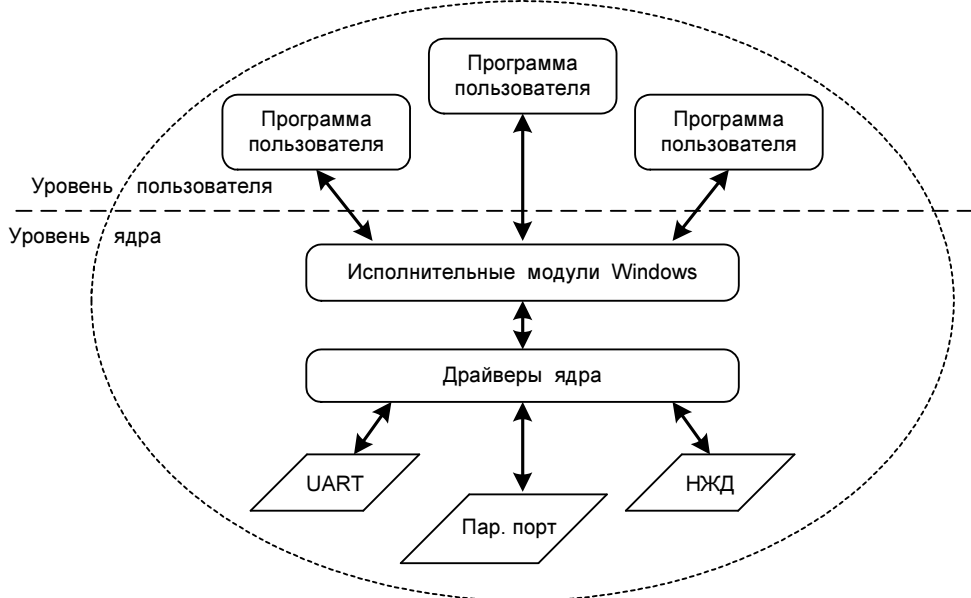 Программа
пользователя
Программа
пользователя
Программа
пользователя
Уровень пользователя
Уровень ядра
Исполнительные модули Windows
Драйверы ядра
UART
Пар. порт
НЖД